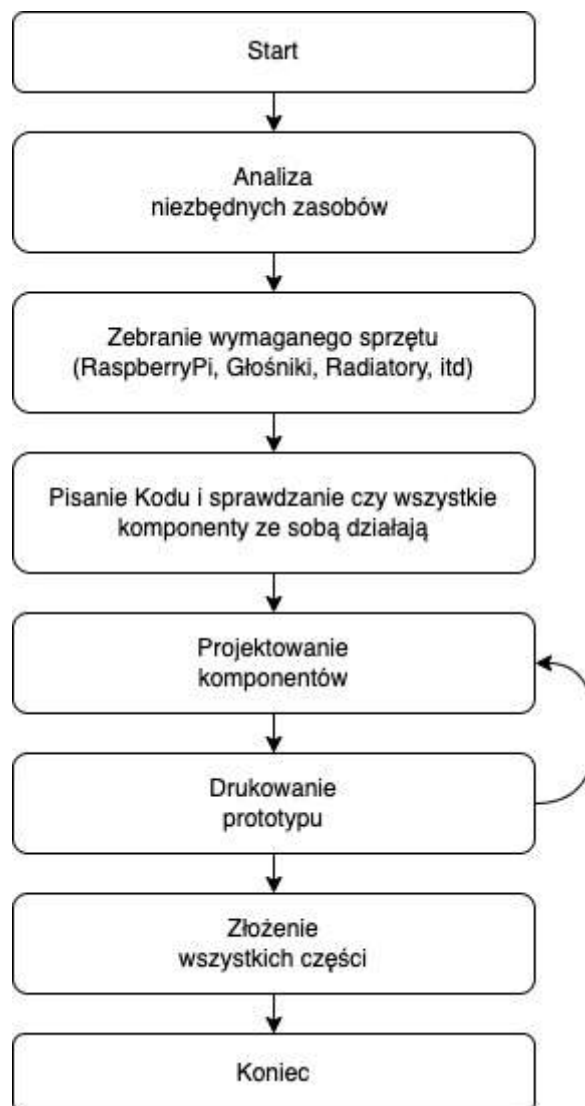 Start
Analiza
niezbędnych zasobów
Zebranie wymaganego sprzętu
(RaspberryPi, Głośniki, Radiatory, itd)
Pisanie Kodu i sprawdzanie czy wszystkie
komponenty ze sobą działają
Projektowanie
komponentów
Drukowanie
prototypu
Złożenie
wszystkich części
Koniec